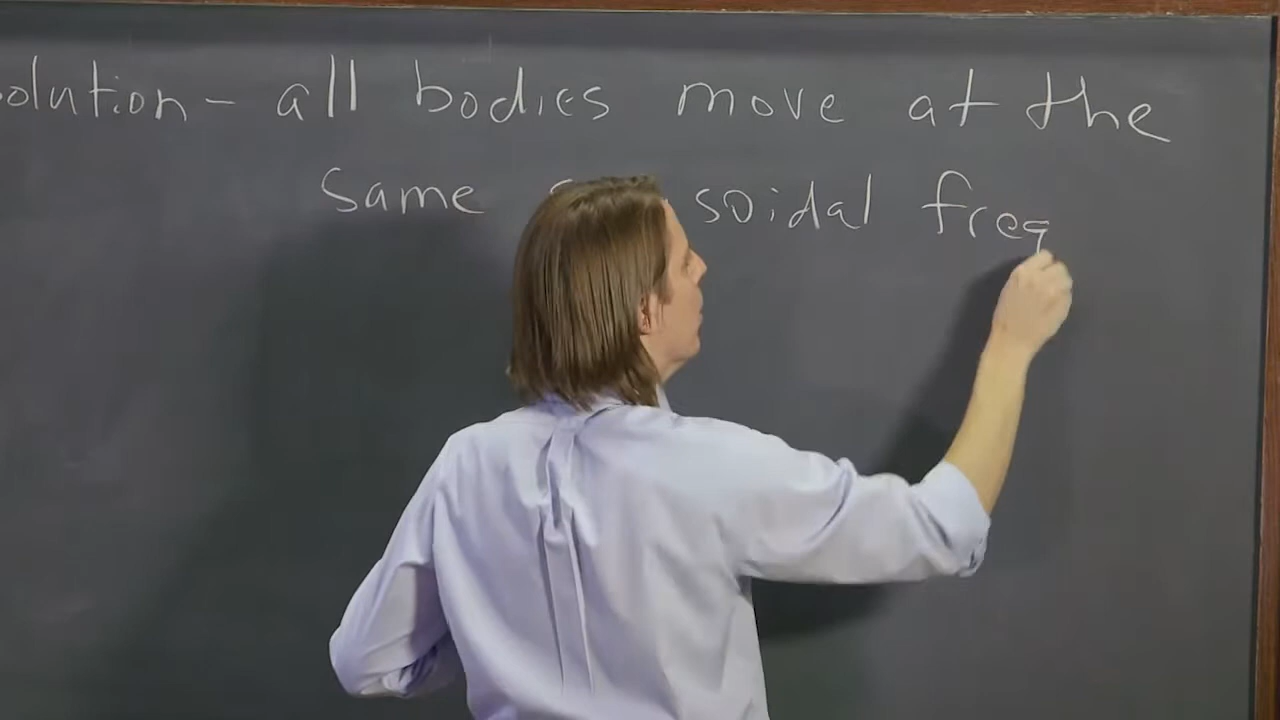 olution - all bodies move at the
same soidal freq